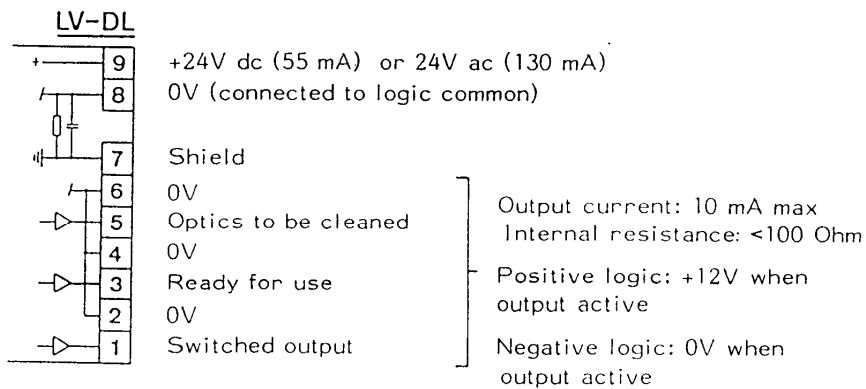 LV-DL
9 +24V dc (55 mA) or 24V ac (130 mA)
8 0V (connected to logic common)
7 Shield
6 0V
5 Optics to be cleaned
4 0V
3 Ready for use
2 0V
1 Switched output
Output current: 10 mA max
Internal resistance: <100 Ohm
Positive logic: +12V when
output active
Negative logic: 0V when
output active